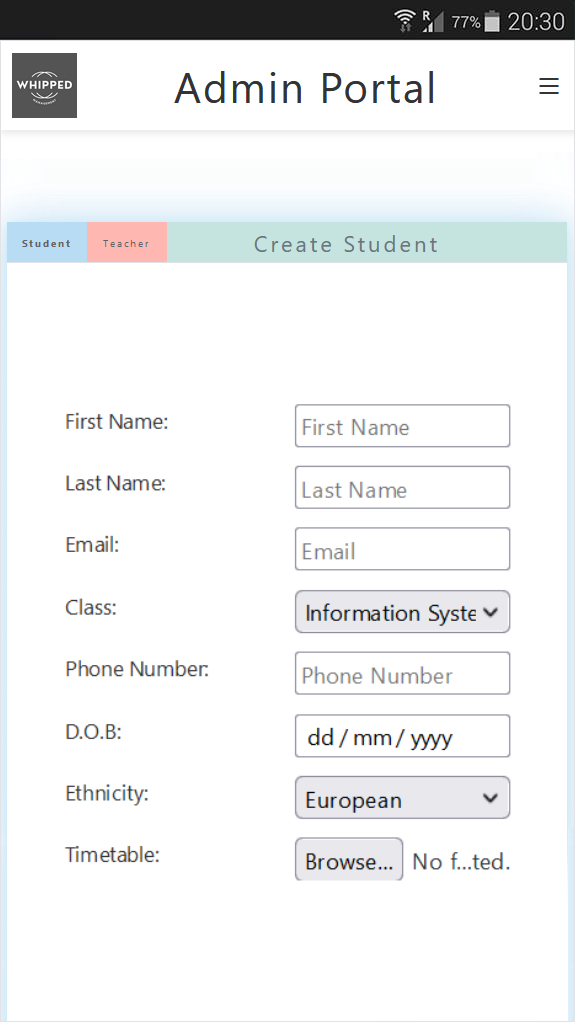 R 77% 20:30
WHIPPED
MANAGEMENT
Admin Portal
Student Teacher Create Student
First Name: First Name
Last Name: Last Name
Email: Email
Class: Information Syste
Phone Number: Phone Number
D.O.B: dd / mm / yyyy
Ethnicity: European
Timetable: Browse... No f...ted.